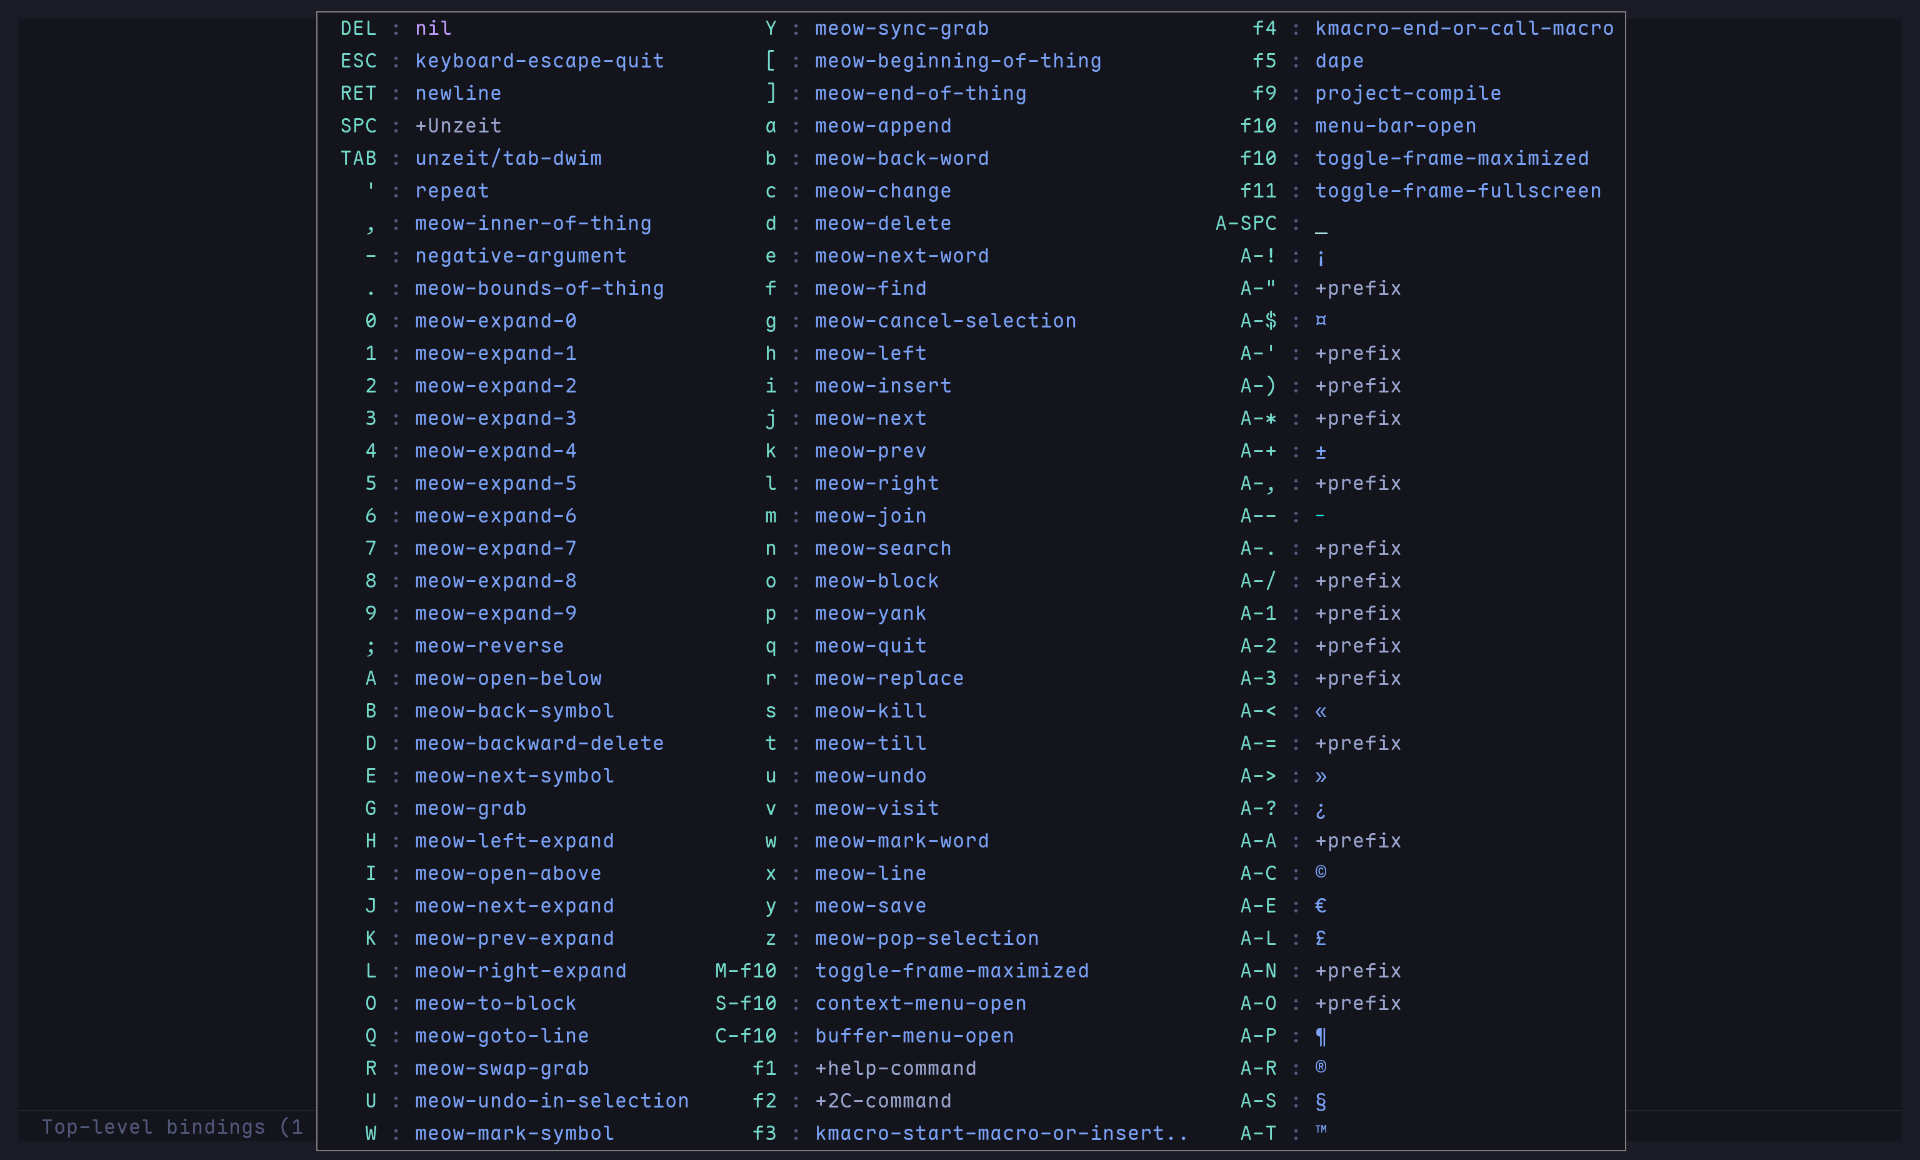 DEL : nil
ESC : keyboard-escape-quit
RET : newline
SPC : +Unzeit
TAB : unzeit/tab-dwim
' : repeat
, : meow-inner-of-thing
- : negative-argument
. : meow-bounds-of-thing
0 : meow-expand-0
1 : meow-expand-1
2 : meow-expand-2
3 : meow-expand-3
4 : meow-expand-4
5 : meow-expand-5
6 : meow-expand-6
7 : meow-expand-7
8 : meow-expand-8
9 : meow-expand-9
; : meow-reverse
A : meow-open-below
B : meow-back-symbol
D : meow-backward-delete
E : meow-next-symbol
G : meow-grab
H : meow-left-expand
I : meow-open-above
J : meow-next-expand
K : meow-prev-expand
L : meow-right-expand
O : meow-to-block
Q : meow-goto-line
R : meow-swap-grab
U : meow-undo-in-selection
W : meow-mark-symbol
Y : meow-sync-grab
[ : meow-beginning-of-thing
] : meow-end-of-thing
a : meow-append
b : meow-back-word
c : meow-change
d : meow-delete
e : meow-next-word
f : meow-find
g : meow-cancel-selection
h : meow-left
i : meow-insert
j : meow-next
k : meow-prev
l : meow-right
m : meow-join
n : meow-search
o : meow-block
p : meow-yank
q : meow-quit
r : meow-replace
s : meow-kill
t : meow-till
u : meow-undo
v : meow-visit
w : meow-mark-word
x : meow-line
y : meow-save
z : meow-pop-selection
M-f10 : toggle-frame-maximized
S-f10 : context-menu-open
C-f10 : buffer-menu-open
f1 : +help-command
f2 : +2C-command
f3 : kmacro-start-macro-or-insert..
f4 : kmacro-end-or-call-macro
f5 : dape
f9 : project-compile
f10 : menu-bar-open
f10 : toggle-frame-maximized
f11 : toggle-frame-fullscreen
A-SPC : _
A-! : ¡
A-" : +prefix
A-$ : ¤
A-' : +prefix
A-) : +prefix
A-* : +prefix
A-+ : ±
A-, : +prefix
A-- : -
A-. : +prefix
A-/ : +prefix
A-1 : +prefix
A-2 : +prefix
A-3 : +prefix
A-< : «
A-= : +prefix
A-> : »
A-? : ¿
A-A : +prefix
A-C : ©
A-E : €
A-L : £
A-N : +prefix
A-O : +prefix
A-P : ¶
A-R : ®
A-S : §
A-T : ™
Top-level bindings (1